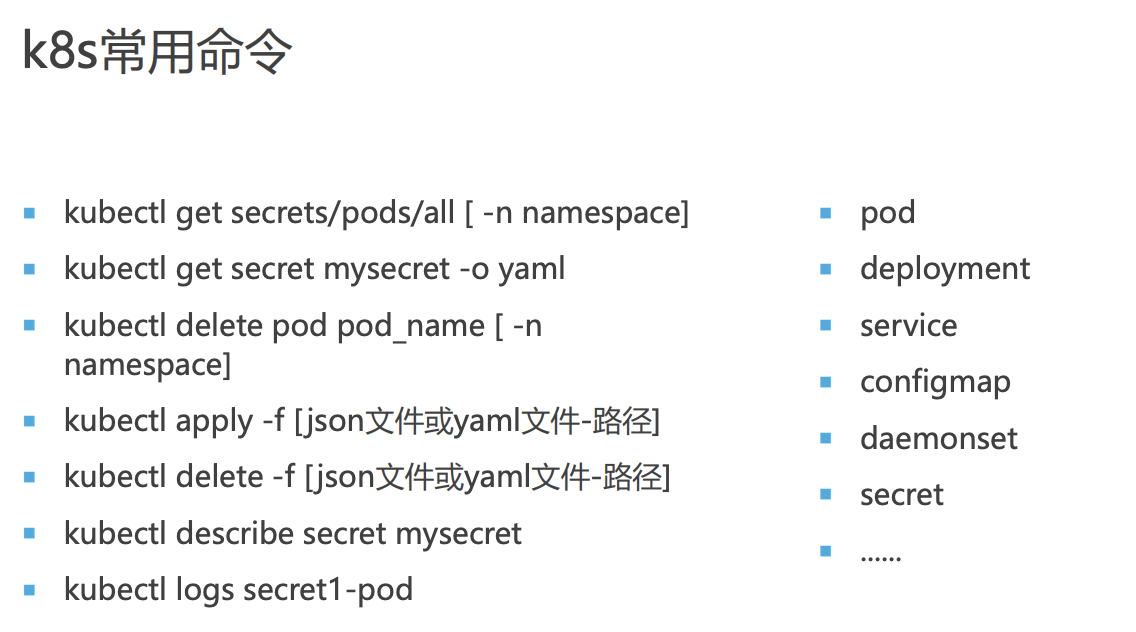 k8s常用命令
kubectl get secrets/pods/all [ -n namespace]
kubectl get secret mysecret -o yaml
kubectl delete pod pod_name [ -n
namespace]
kubectl apply -f [json文件或yaml文件-路径]
kubectl delete -f [json文件或yaml文件-路径]
kubectl describe secret mysecret
kubectl logs secret1-pod
pod
deployment
service
configmap
daemonset
secret
......